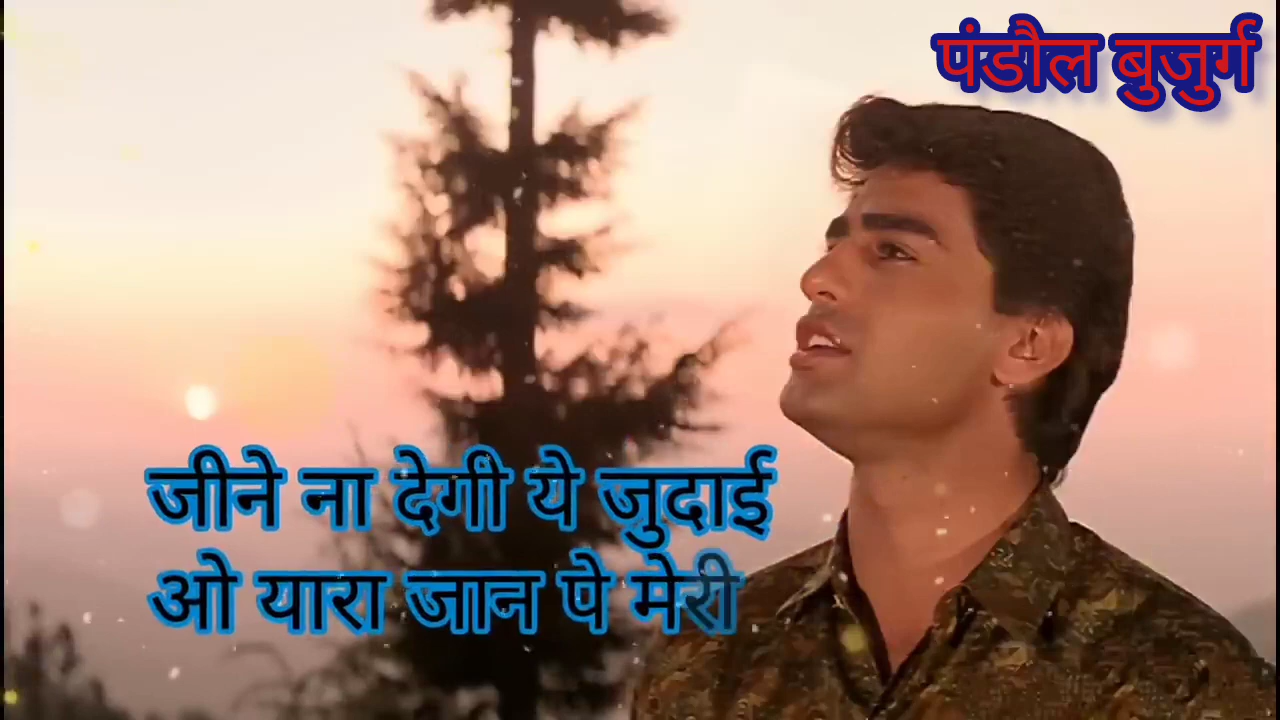 पंडौल बुजुर्ग
जीने ना देगी ये जुदाई
ओ यारा जान पे मेरी